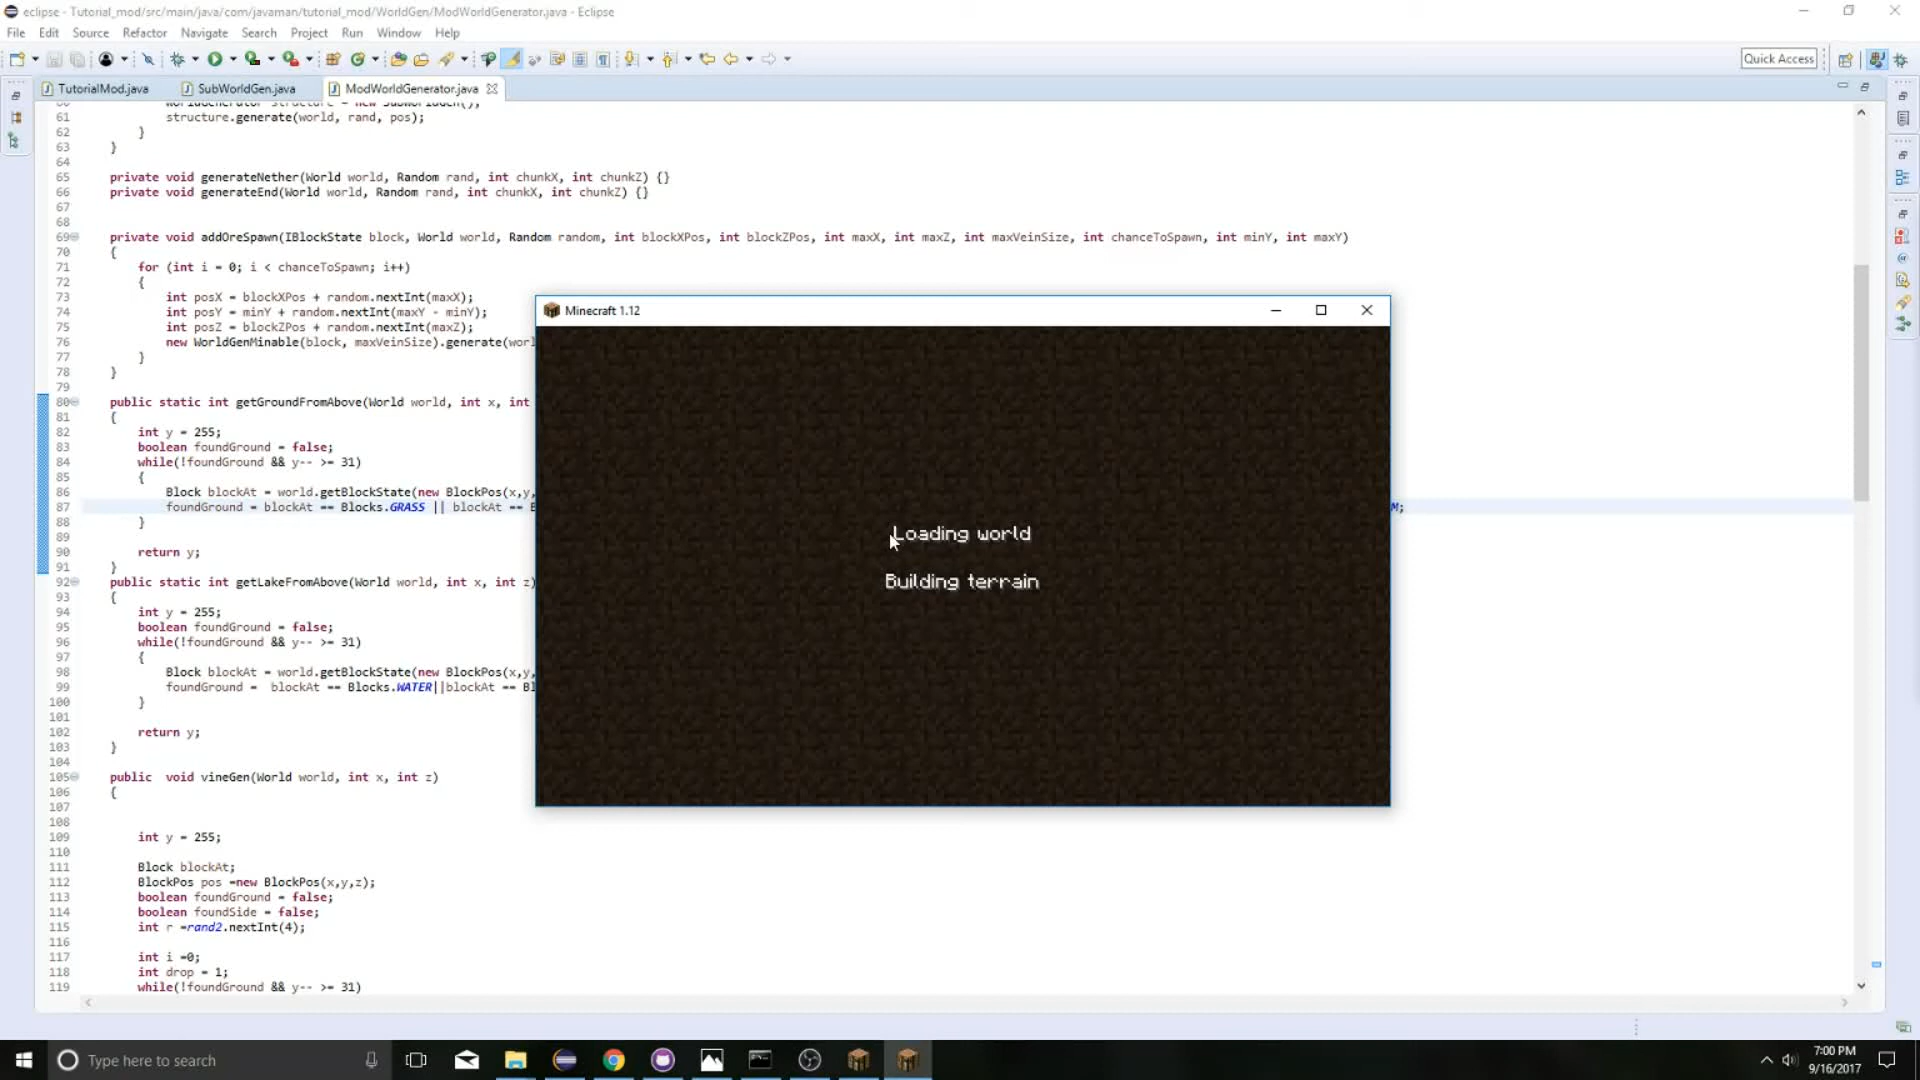 eclipse - Tutorial_mod/src/main/java/com/javaman/tutorial_mod/WorldGen/ModWorldGenerator.java - Eclipse
File Edit Source Refactor Navigate Search Project Run Window Help
Quick Access
TutorialMod.java SubWorldGen.java ModWorldGenerator.java
60 WorldGenerator structure = new SubWorldGen();
61 structure.generate(world, rand, pos);
62 }
63 }
64
65 private void generateNether(World world, Random rand, int chunkX, int chunkZ) {}
66 private void generateEnd(World world, Random rand, int chunkX, int chunkZ) {}
67
68
69 private void addOreSpawn(IBlockState block, World world, Random random, int blockXPos, int blockZPos, int maxX, int maxZ, int maxVeinSize, int chanceToSpawn, int minY, int maxY)
70 {
71 for (int i = 0; i < chanceToSpawn; i++)
72 {
73 int posX = blockXPos + random.nextInt(maxX);
74 int posY = minY + random.nextInt(maxY - minY);
75 int posZ = blockZPos + random.nextInt(maxZ);
76 new WorldGenMinable(block, maxVeinSize).generate(worl
77 }
78 }
79
80 public static int getGroundFromAbove(World world, int x, int
81 {
82 int y = 255;
83 boolean foundGround = false;
84 while(!foundGround && y-- >= 31)
85 {
86 Block blockAt = world.getBlockState(new BlockPos(x,y,
87 foundGround = blockAt == Blocks.GRASS || blockAt == B M;
88 }
89
90 return y;
91 }
92 public static int getLakeFromAbove(World world, int x, int z)
93 {
94 int y = 255;
95 boolean foundGround = false;
96 while(!foundGround && y-- >= 31)
97 {
98 Block blockAt = world.getBlockState(new BlockPos(x,y,
99 foundGround =  blockAt == Blocks.WATER||blockAt == Bl
100 }
101
102 return y;
103 }
104
105 public  void vineGen(World world, int x, int z)
106 {
107
108
109 int y = 255;
110
111 Block blockAt;
112 BlockPos pos =new BlockPos(x,y,z);
113 boolean foundGround = false;
114 boolean foundSide = false;
115 int r =rand2.nextInt(4);
116
117 int i =0;
118 int drop = 1;
119 while(!foundGround && y-- >= 31)
Minecraft 1.12
Loading world
Building terrain
Type here to search
7:00 PM
9/16/2017